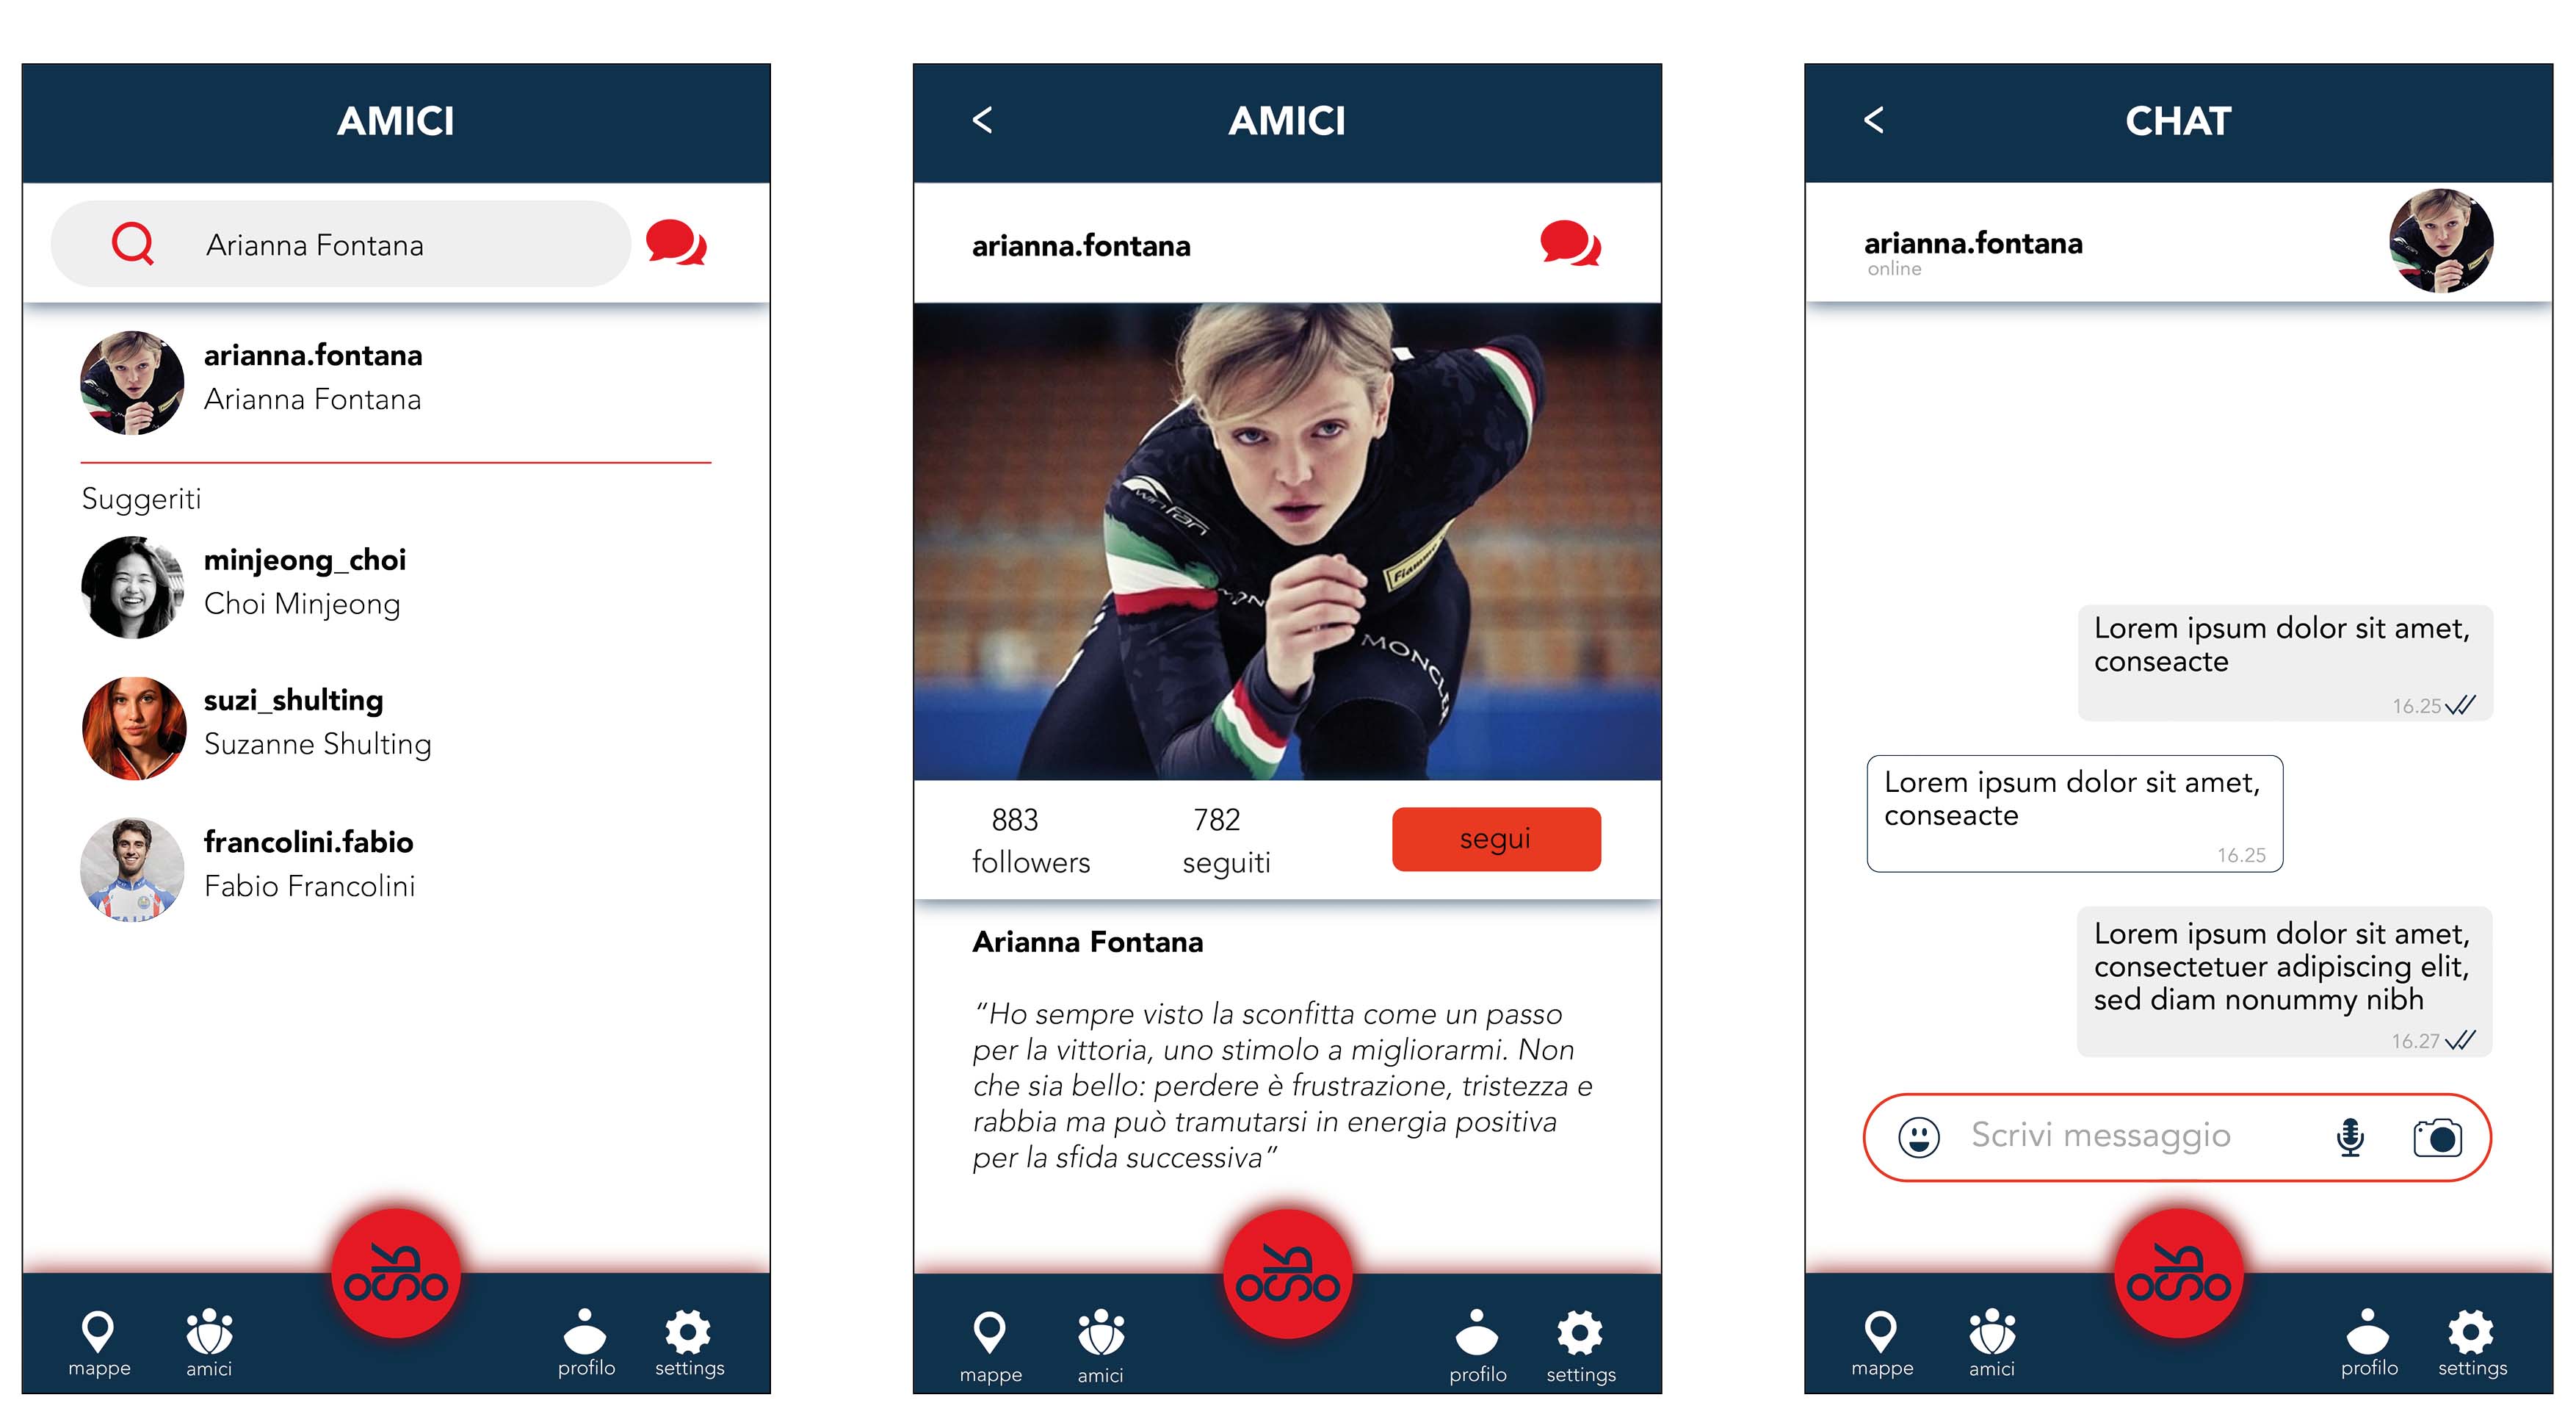 AMICI
Arianna Fontana
arianna.fontana
Arianna Fontana
Suggeriti
minjeong_choi
Choi Minjeong
suzi_shulting
Suzanne Shulting
francolini.fabio
Fabio Francolini
mappe
amici
profilo
settings
<
AMICI
arianna.fontana
MONCLER
883
followers
782
seguiti
segui
Arianna Fontana
“Ho sempre visto la sconfitta come un passo
per la vittoria, uno stimolo a migliorarmi. Non
che sia bello: perdere è frustrazione, tristezza e
rabbia ma può tramutarsi in energia positiva
per la sfida successiva”
mappe
amici
profilo
settings
<
CHAT
arianna.fontana
online
Lorem ipsum dolor sit amet,
conseacte
16.25
Lorem ipsum dolor sit amet,
conseacte
16.25
Lorem ipsum dolor sit amet,
consectetuer adipiscing elit,
sed diam nonummy nibh
16.27
Scrivi messaggio
mappe
amici
profilo
settings